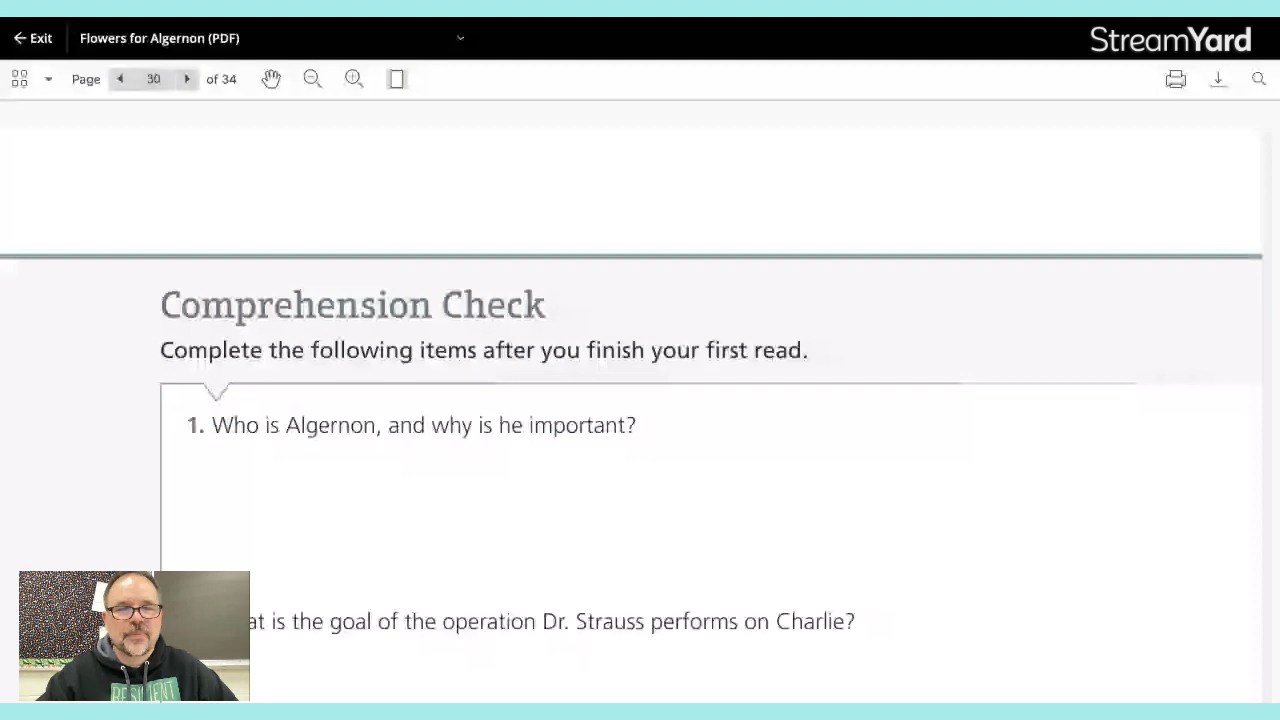 Exit
Flowers for Algernon (PDF)
StreamYard
Page 30 of 34
Comprehension Check
Complete the following items after you finish your first read.
1. Who is Algernon, and why is he important?
at is the goal of the operation Dr. Strauss performs on Charlie?
RESILIENT